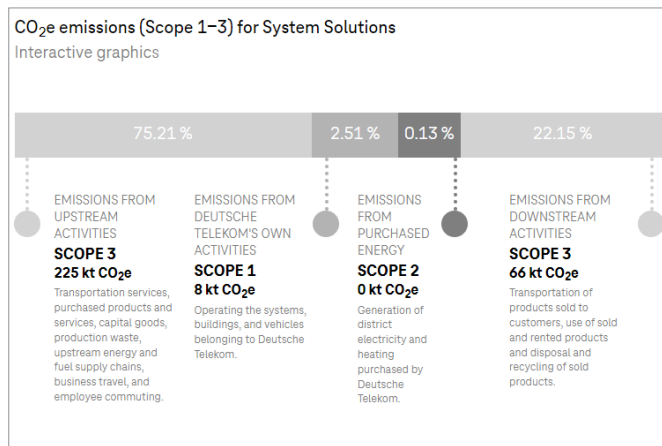 CO₂e emissions (Scope 1–3) for System Solutions
Interactive graphics
75.21 %
2.51 %
0.13 %
22.15 %
EMISSIONS FROM
UPSTREAM
ACTIVITIES
SCOPE 3
225 kt CO₂e
Transportation services,
purchased products and
services, capital goods,
production waste,
upstream energy and
fuel supply chains,
business travel, and
employee commuting.
EMISSIONS FROM
DEUTSCHE
TELEKOM'S OWN
ACTIVITIES
SCOPE 1
8 kt CO₂e
Operating the systems,
buildings, and vehicles
belonging to Deutsche
Telekom.
EMISSIONS
FROM
PURCHASED
ENERGY
SCOPE 2
0 kt CO₂e
Generation of
district
electricity and
heating
purchased by
Deutsche
Telekom.
EMISSIONS FROM
DOWNSTREAM
ACTIVITIES
SCOPE 3
66 kt CO₂e
Transportation of
products sold to
customers, use of sold
and rented products
and disposal and
recycling of sold
products.